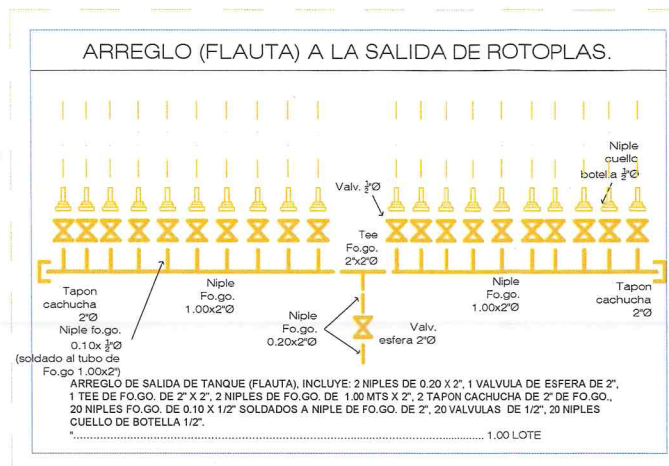 ARREGLO (FLAUTA) A LA SALIDA DE ROTOPLAS.
Niple
cuello
botella ½"Ø
Valv. ½"Ø
Tee
Fo.go.
2"x2"Ø
Tapon
cachucha
2"Ø
Niple
Fo.go.
1.00x2"Ø
Niple
Fo.go.
1.00x2"Ø
Tapon
cachucha
2"Ø
Niple fo.go.
0.10x ½"Ø
(soldado al tubo de
Fo.go 1.00x2")
Niple
Fo.go.
0.20x2"Ø
Valv.
esfera 2"Ø
ARREGLO DE SALIDA DE TANQUE (FLAUTA), INCLUYE: 2 NIPLES DE 0.20 X 2", 1 VALVULA DE ESFERA DE 2",
1 TEE DE FO.GO. DE 2" X 2", 2 NIPLES DE FO.GO. DE 1.00 MTS X 2", 2 TAPON CACHUCHA DE 2" DE FO.GO.,
20 NIPLES FO.GO. DE 0.10 X 1/2" SOLDADOS A NIPLE DE FO.GO. DE 2", 20 VALVULAS DE 1/2", 20 NIPLES
CUELLO DE BOTELLA 1/2".
"........................................................................................................ 1.00 LOTE